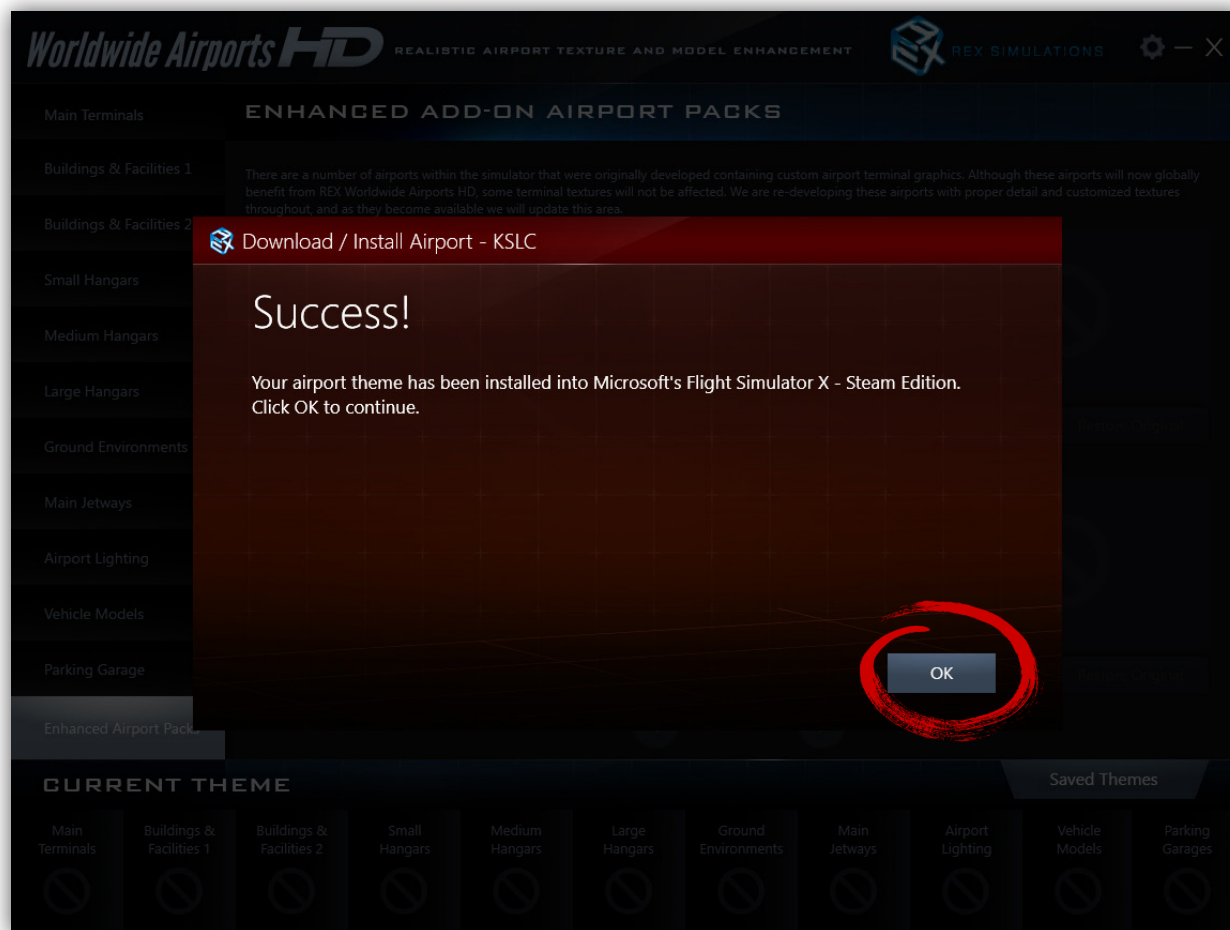 Worldwide Airports HD
REALISTIC AIRPORT TEXTURE AND MODEL ENHANCEMENT
REX SIMULATIONS
Main Terminals
ENHANCED ADD-ON AIRPORT PACKS
Buildings & Facilities 1
There are a number of airports within the simulator that were originally developed containing custom airport terminal graphics. Although these airports will now globally
benefit from REX Worldwide Airports HD, some terminal textures will not be affected. We are re-developing these airports with proper detail and customized textures
throughout, and as they become available we will update this area.
Buildings & Facilities 2
Small Hangars
Medium Hangars
Large Hangars
Ground Environments
Main Jetways
Airport Lighting
Vehicle Models
Parking Garage
Enhanced Airport Packs
REX Download / Install Airport - KSLC
Success!
Your airport theme has been installed into Microsoft's Flight Simulator X - Steam Edition.
Click OK to continue.
OK
Restore Original
Restore Original
CURRENT THEME
Saved Themes
Main
Terminals
Buildings &
Facilities 1
Buildings &
Facilities 2
Small
Hangars
Medium
Hangars
Large
Hangars
Ground
Environments
Main
Jetways
Airport
Lighting
Vehicle
Models
Parking
Garages